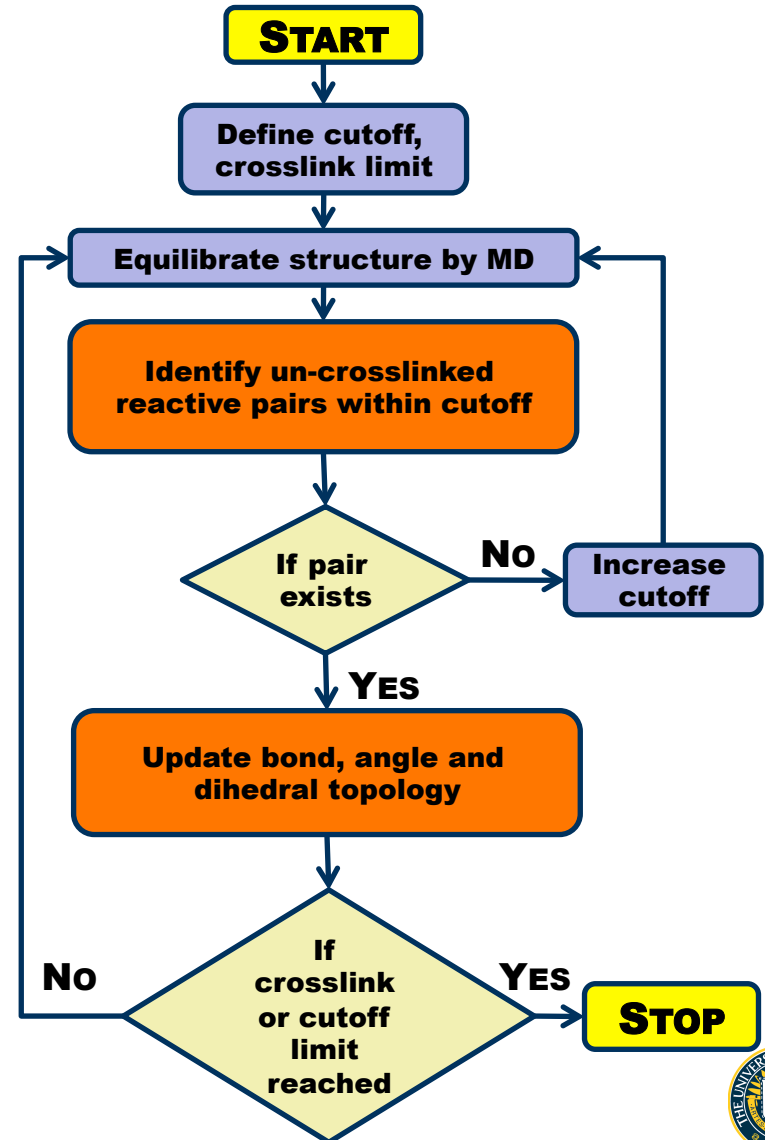 START
Define cutoff,
crosslink limit
Equilibrate structure by MD
Identify un-crosslinked
reactive pairs within cutoff
If pair
exists
NO
Increase
cutoff
YES
Update bond, angle and
dihedral topology
If
crosslink
or cutoff
limit
reached
NO
YES
STOP
THE